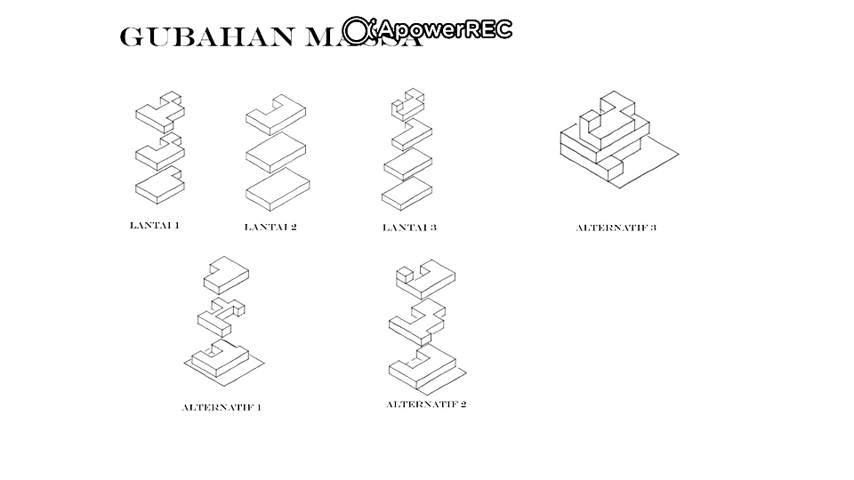 GUBAHAN MASSA
ApowerREC
LANTAI 1
LANTAI 2
LANTAI 3
ALTERNATIF 3
ALTERNATIF 1
ALTERNATIF 2